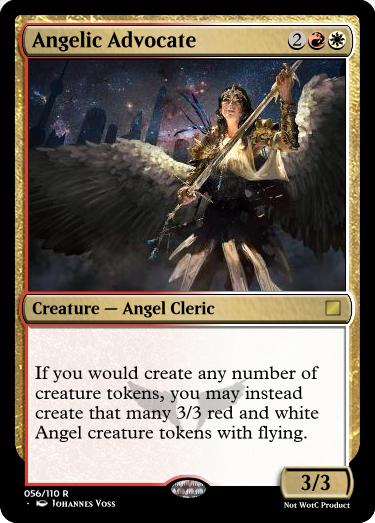 Angelic Advocate 2
Creature — Angel Cleric
If you would create any number of
creature tokens, you may instead
create that many 3/3 red and white
Angel creature tokens with flying.
3/3
056/110 R
· Johannes Voss
Not WotC Product